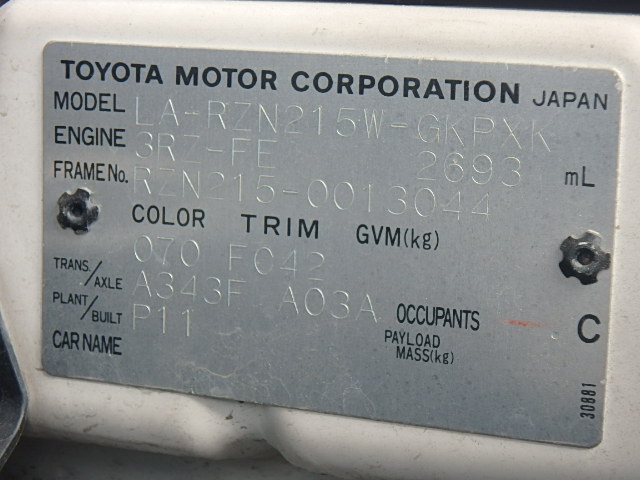 TOYOTA MOTOR CORPORATION JAPAN
MODEL LA-RZN215W-GKPXK
ENGINE 3RZ-FE 2693 mL
FRAME No. RZN215-0013044
COLOR TRIM GVM(kg)
070 F042
TRANS/AXLE A343F A03A
PLANT/BUILT P11 OCCUPANTS C
PAYLOAD MASS(kg)
CAR NAME
30881